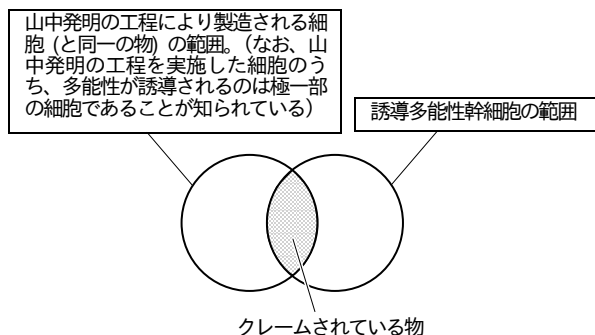 山中発明の工程により製造される細
胞 (と同一の物) の範囲。（なお、山
中発明の工程を実施した細胞のう
ち、多能性が誘導されるのは極一部
の細胞であることが知られている）
誘導多能性幹細胞の範囲
クレームされている物